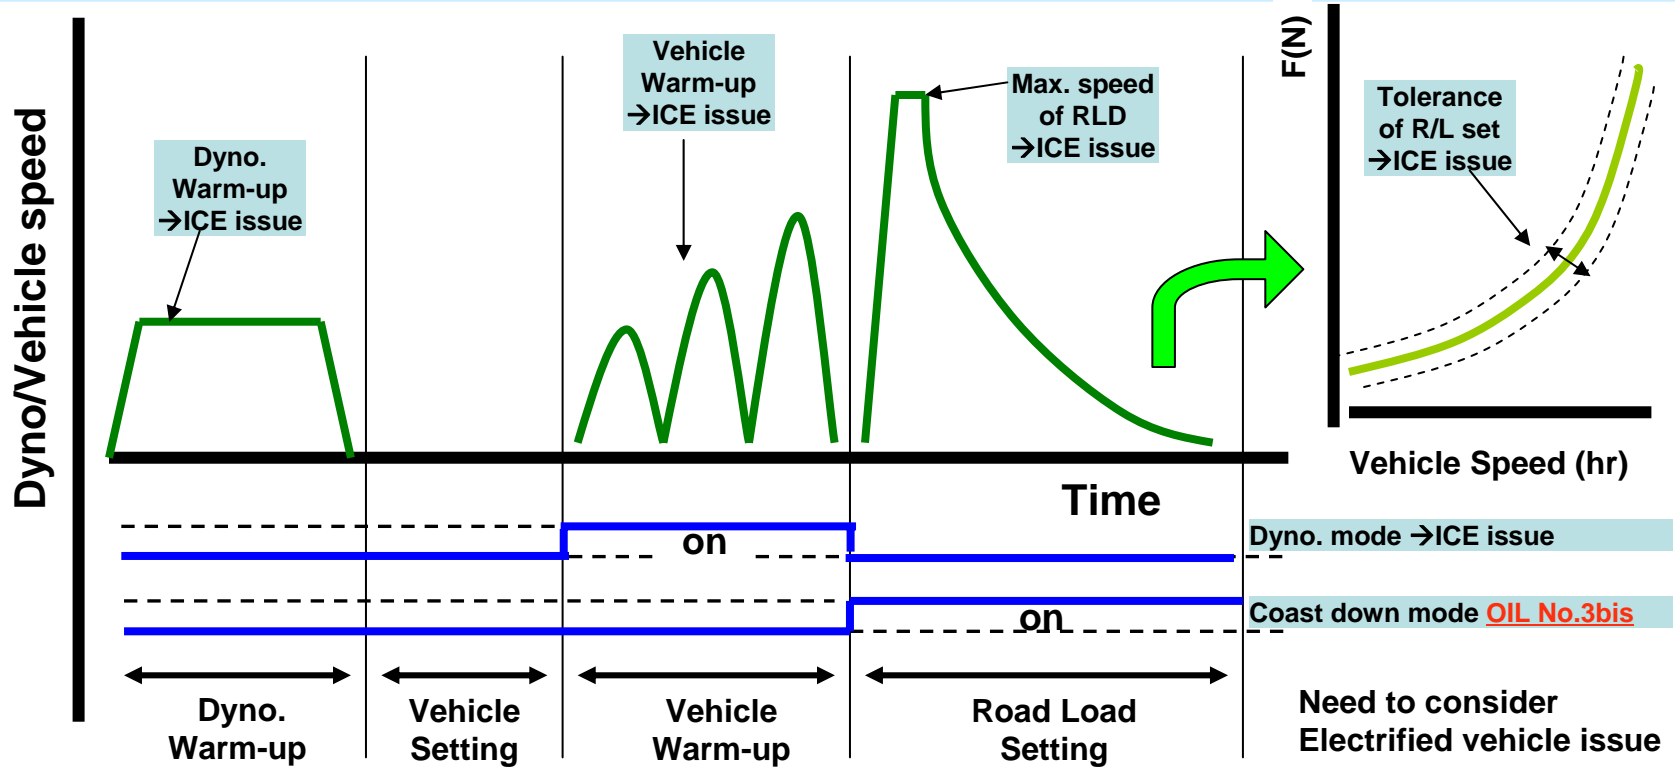 Dyno/Vehicle speed
Dyno.
Warm-up
→ICE issue
Vehicle
Warm-up
→ICE issue
Max. speed
of RLD
→ICE issue
F(N)
Tolerance
of R/L set
→ICE issue
Vehicle Speed (hr)
Time
on
Dyno. mode →ICE issue
on
Coast down mode OIL No.3bis
Dyno.
Warm-up
Vehicle
Setting
Vehicle
Warm-up
Road Load
Setting
Need to consider
Electrified vehicle issue